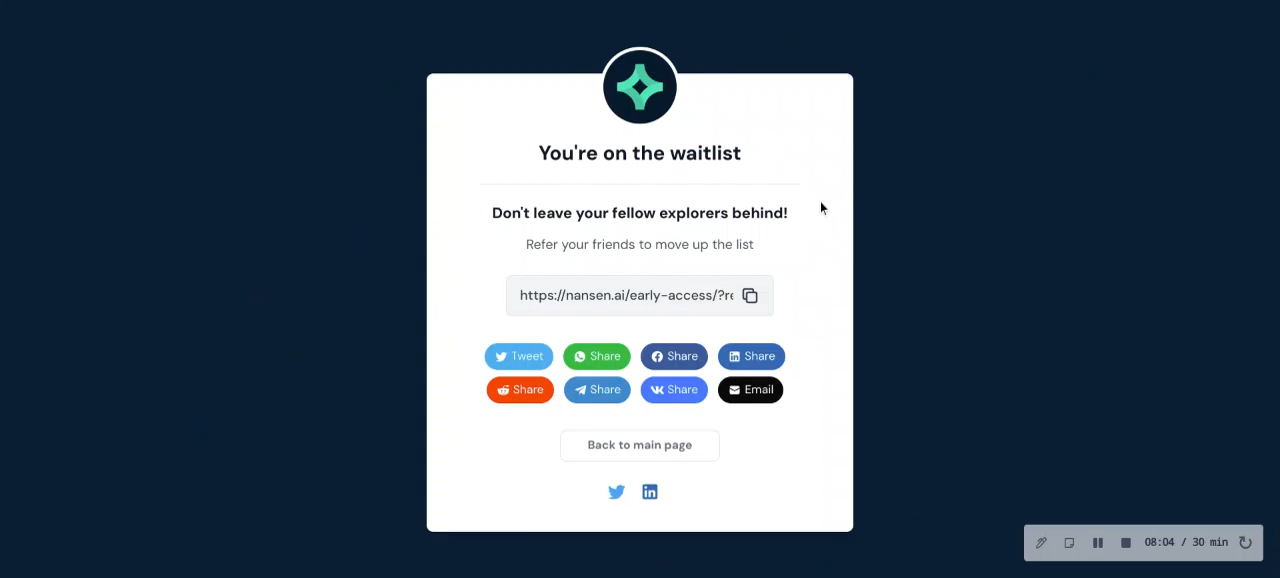 You're on the waitlist
Don't leave your fellow explorers behind!
Refer your friends to move up the list
https://nansen.ai/early-access/?re
Tweet Share Share Share
Share Share Share Email
Back to main page
08:04 / 30 min